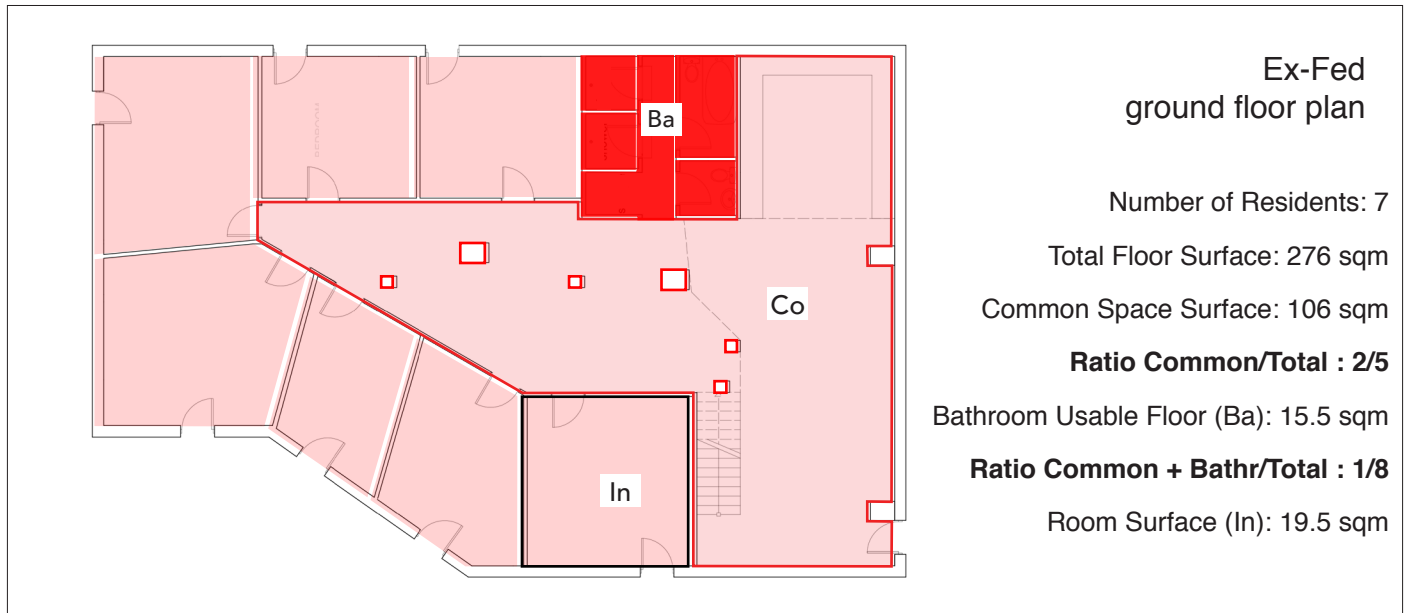 Ex-Fed
ground floor plan
Ba
Number of Residents: 7
Total Floor Surface: 276 sqm
Co
Common Space Surface: 106 sqm
Ratio Common/Total : 2/5
Bathroom Usable Floor (Ba): 15.5 sqm
Ratio Common + Bathr/Total : 1/8
In
Room Surface (In): 19.5 sqm